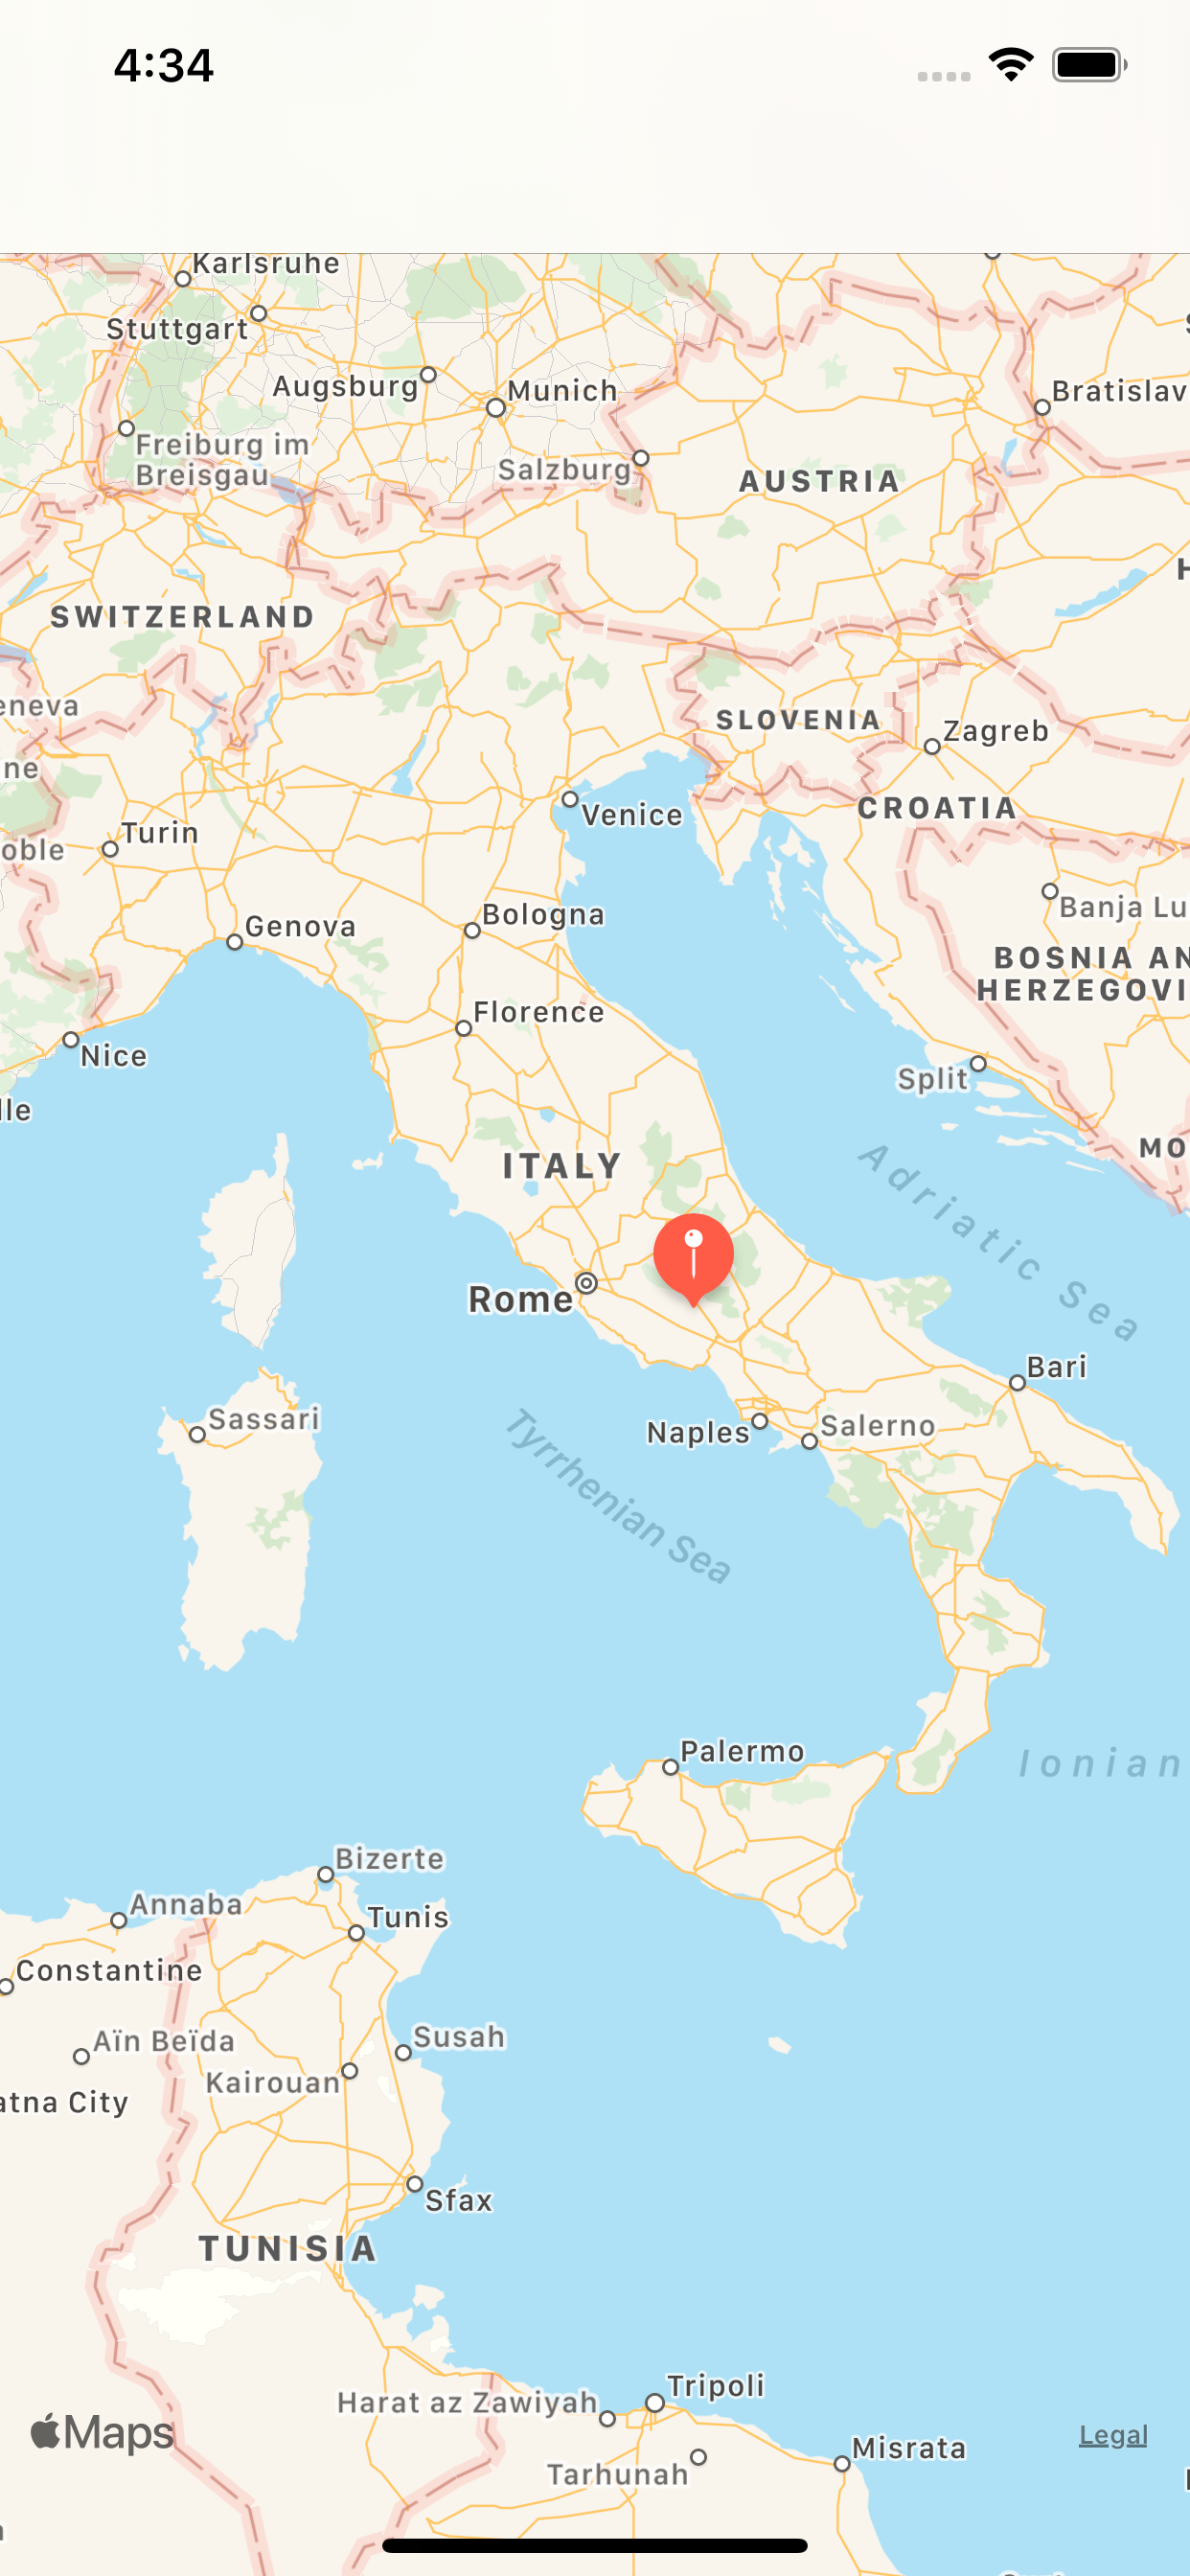 4:34
Karlsruhe
Stuttgart
Augsburg
Munich
Bratislav
Freiburg im
Breisgau
Salzburg
AUSTRIA
H
SWITZERLAND
eneva
SLOVENIA
Zagreb
ne
CROATIA
Venice
Turin
oble
Banja Lu
Bologna
Genova
BOSNIA AN
HERZEGOVI
Florence
Nice
Split
lle
MO
ITALY
Adriatic Sea
Rome
Bari
Sassari
Naples
Salerno
Tyrrhenian Sea
Palermo
Ionian
Bizerte
Annaba
Tunis
Constantine
Aïn Beïda
Susah
Kairouan
atna City
Sfax
TUNISIA
Tripoli
Harat az Zawiyah
Maps
Legal
Misrata
Tarhunah